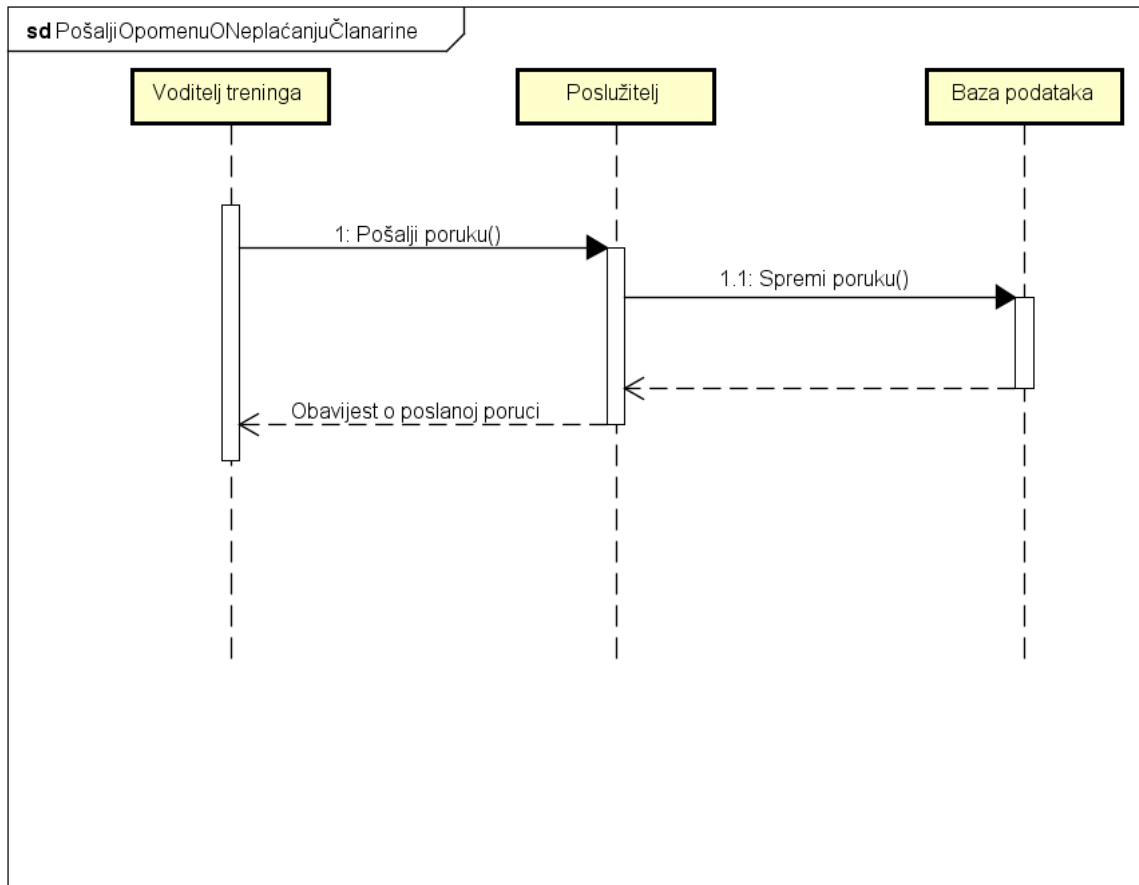 sd PošaljiOpomenuONeplaćanjuČlanarine
Voditelj treninga
Poslužitelj
Baza podataka
1: Pošalji poruku()
1.1: Spremi poruku()
Obavijest o poslanoj poruci